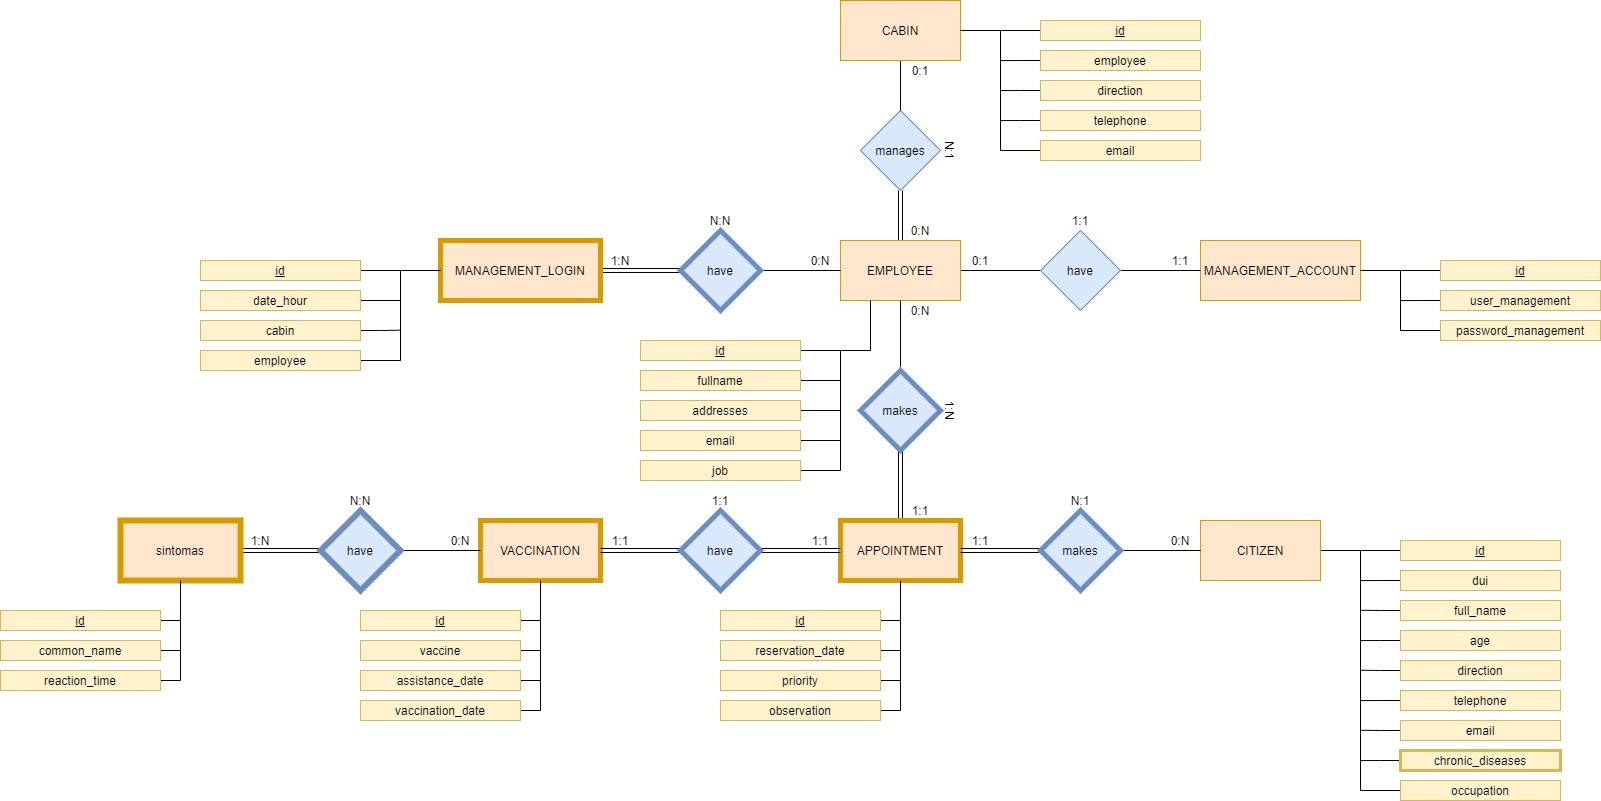 CABIN
id
employee
direction
telephone
email
0:1
manages
N:1
0:N
MANAGEMENT_LOGIN
id
date_hour
cabin
employee
1:N
N:N
have
0:N
EMPLOYEE
0:1
1:1
have
1:1
MANAGEMENT_ACCOUNT
id
user_management
password_management
0:N
id
fullname
addresses
email
job
makes
1:N
1:1
sintomas
id
common_name
reaction_time
1:N
N:N
have
0:N
VACCINATION
id
vaccine
assistance_date
vaccination_date
1:1
1:1
have
1:1
APPOINTMENT
id
reservation_date
priority
observation
1:1
N:1
makes
0:N
CITIZEN
id
dui
full_name
age
direction
telephone
email
chronic_diseases
occupation